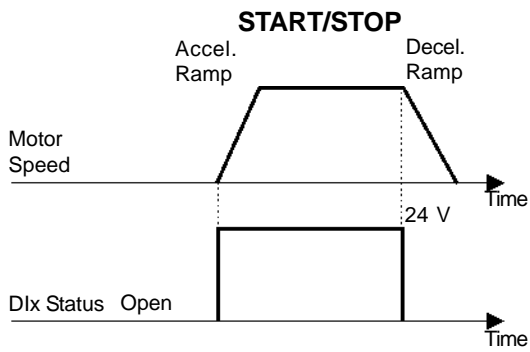 START/STOP
Accel.
Ramp
Decel.
Ramp
Motor
Speed
Time
24 V
DIx Status Open
Time